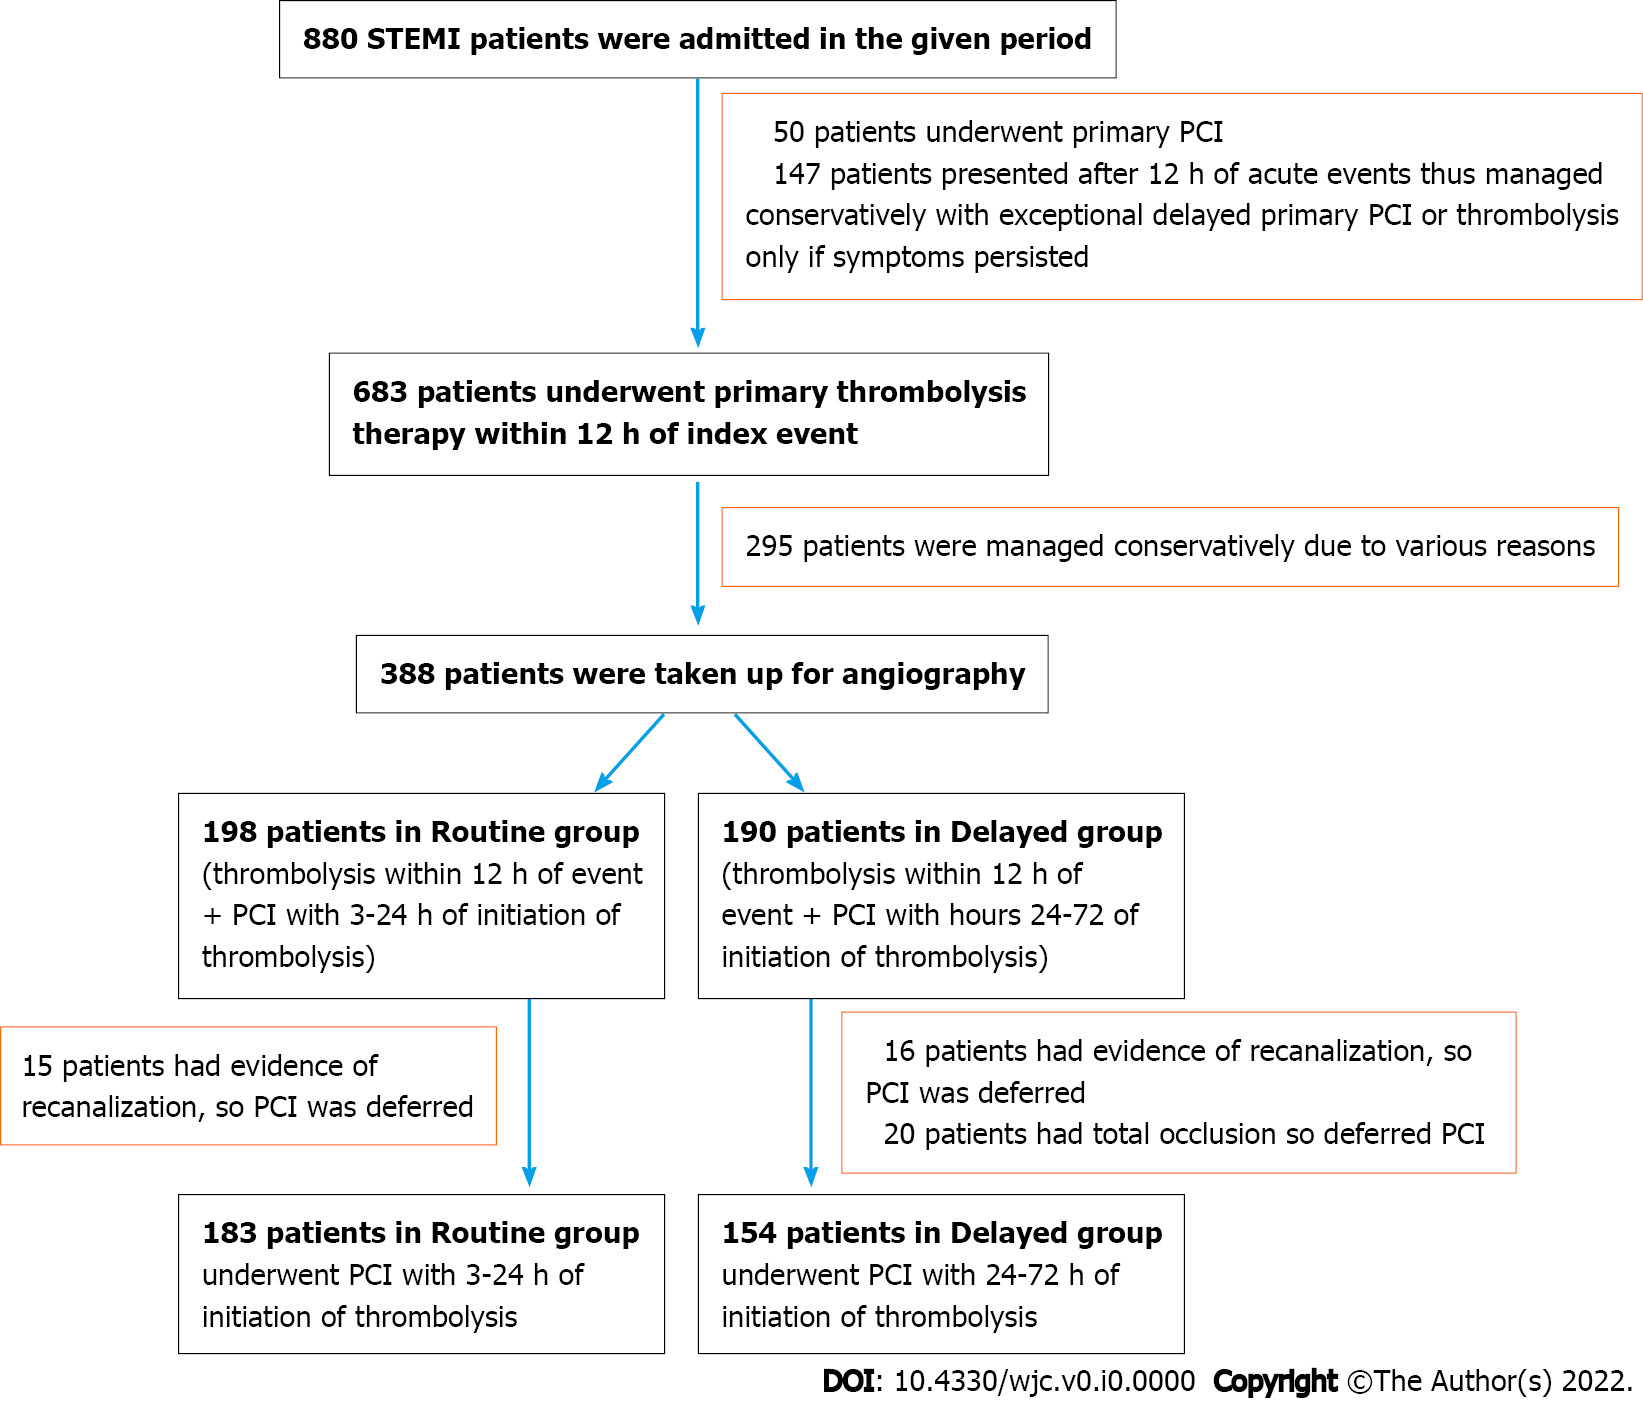 880 STEMI patients were admitted in the given period
50 patients underwent primary PCI
147 patients presented after 12 h of acute events thus managed
conservatively with exceptional delayed primary PCI or thrombolysis
only if symptoms persisted
683 patients underwent primary thrombolysis
therapy within 12 h of index event
295 patients were managed conservatively due to various reasons
388 patients were taken up for angiography
198 patients in Routine group
(thrombolysis within 12 h of event
+ PCI with 3-24 h of initiation of
thrombolysis)
190 patients in Delayed group
(thrombolysis within 12 h of
event + PCI with hours 24-72 of
initiation of thrombolysis)
15 patients had evidence of
recanalization, so PCI was deferred
16 patients had evidence of recanalization, so
PCI was deferred
20 patients had total occlusion so deferred PCI
183 patients in Routine group
underwent PCI with 3-24 h of
initiation of thrombolysis
154 patients in Delayed group
underwent PCI with 24-72 h of
initiation of thrombolysis
DOI: 10.4330/wjc.v0.i0.0000 Copyright ©The Author(s) 2022.